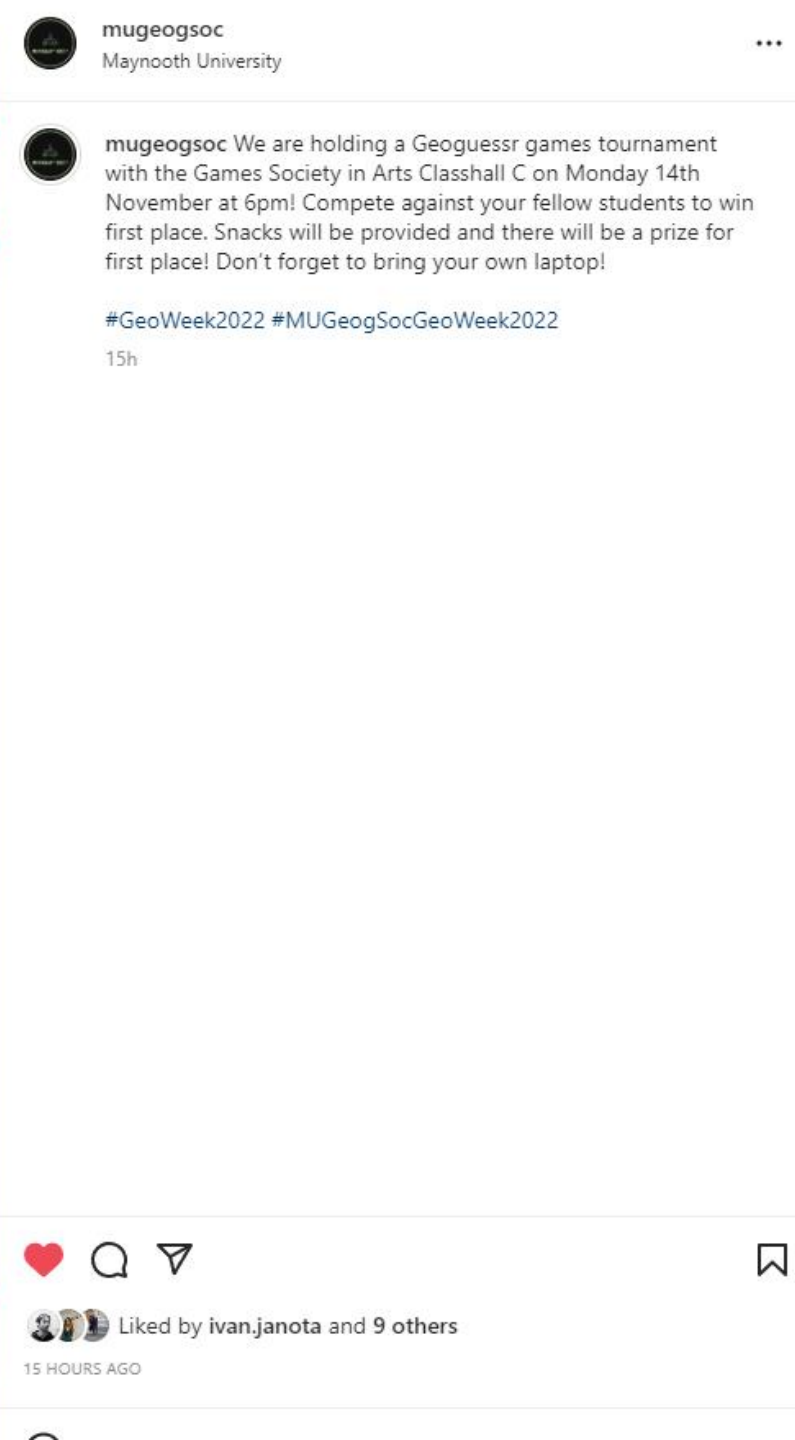 mugeogsoc
Maynooth University
mugeogsoc We are holding a Geoguessr games tournament
with the Games Society in Arts Classhall C on Monday 14th
November at 6pm! Compete against your fellow students to win
first place. Snacks will be provided and there will be a prize for
first place! Don't forget to bring your own laptop!
#GeoWeek2022 #MUGeogSocGeoWeek2022
15h
Liked by ivan.janota and 9 others
15 HOURS AGO